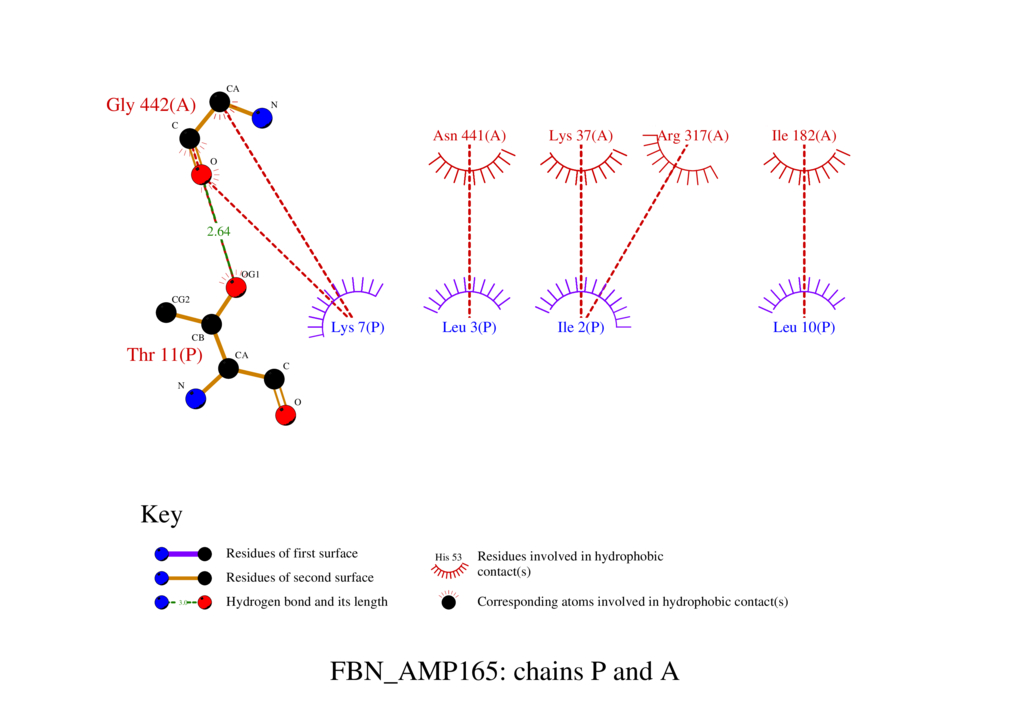 CA
Gly 442(A)
N
C
O
Asn 441(A)
Lys 37(A)
Arg 317(A)
Ile 182(A)
2.64
OG1
CG2
CB
Lys 7(P)
Leu 3(P)
Ile 2(P)
Leu 10(P)
Thr 11(P)
CA
C
N
O
Key
Residues of first surface
Residues of second surface
3.0
Hydrogen bond and its length
His 53
Residues involved in hydrophobic
contact(s)
Corresponding atoms involved in hydrophobic contact(s)
FBN_AMP165: chains P and A